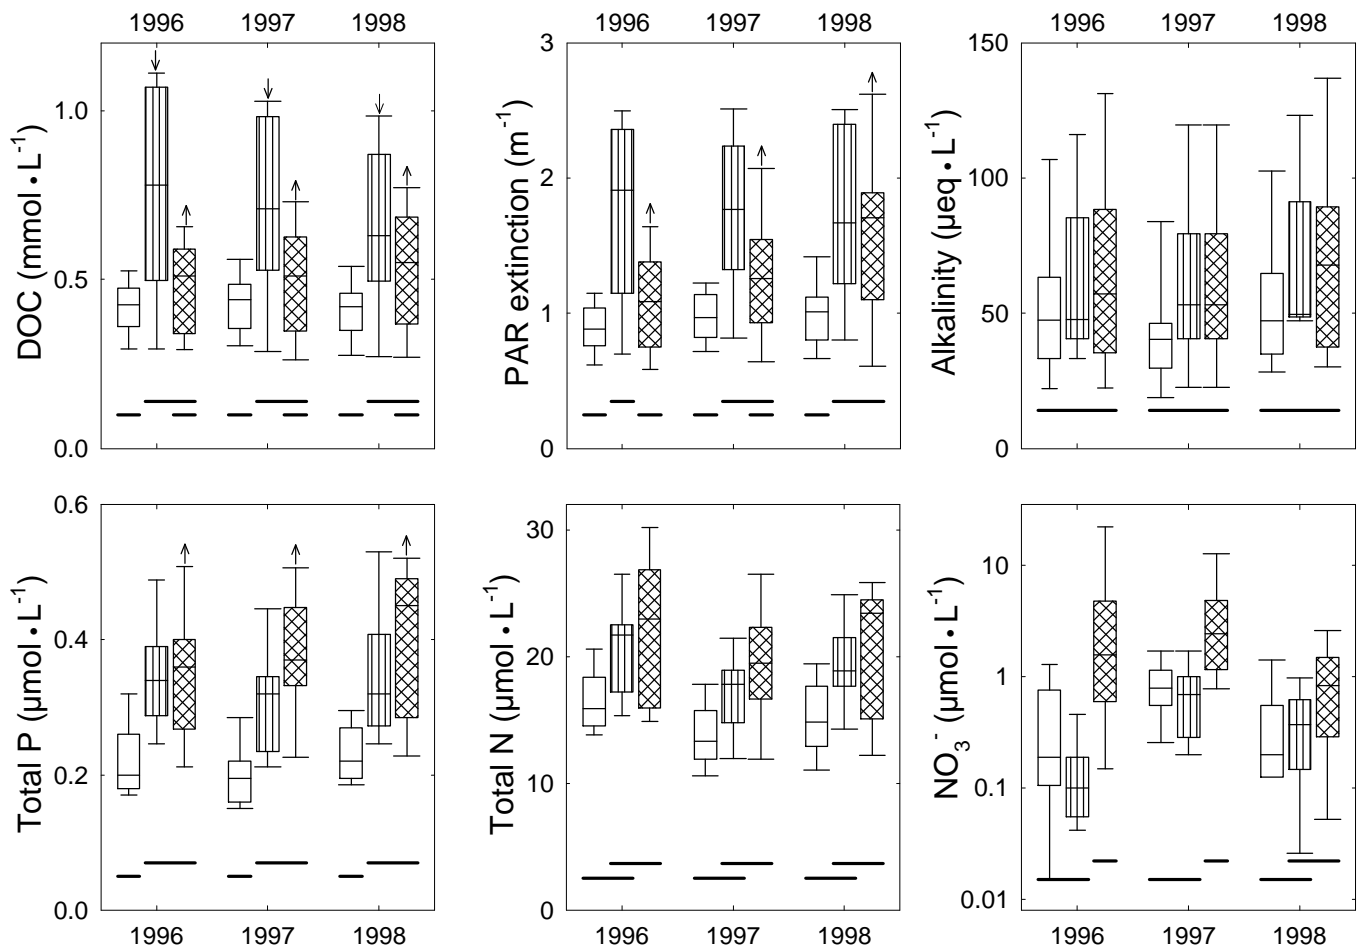 1996 1997 1998
1996 1997 1998
1996 1997 1998
DOC (mmol•L⁻¹)
1.0
0.5
0.0
PAR extinction (m⁻¹)
3
2
1
0
Alkalinity (µeq•L⁻¹)
150
100
50
0
Total P (µmol•L⁻¹)
0.6
0.4
0.2
0.0
Total N (µmol•L⁻¹)
30
20
10
0
NO₃⁻ (µmol•L⁻¹)
10
1
0.1
0.01
1996 1997 1998
1996 1997 1998
1996 1997 1998